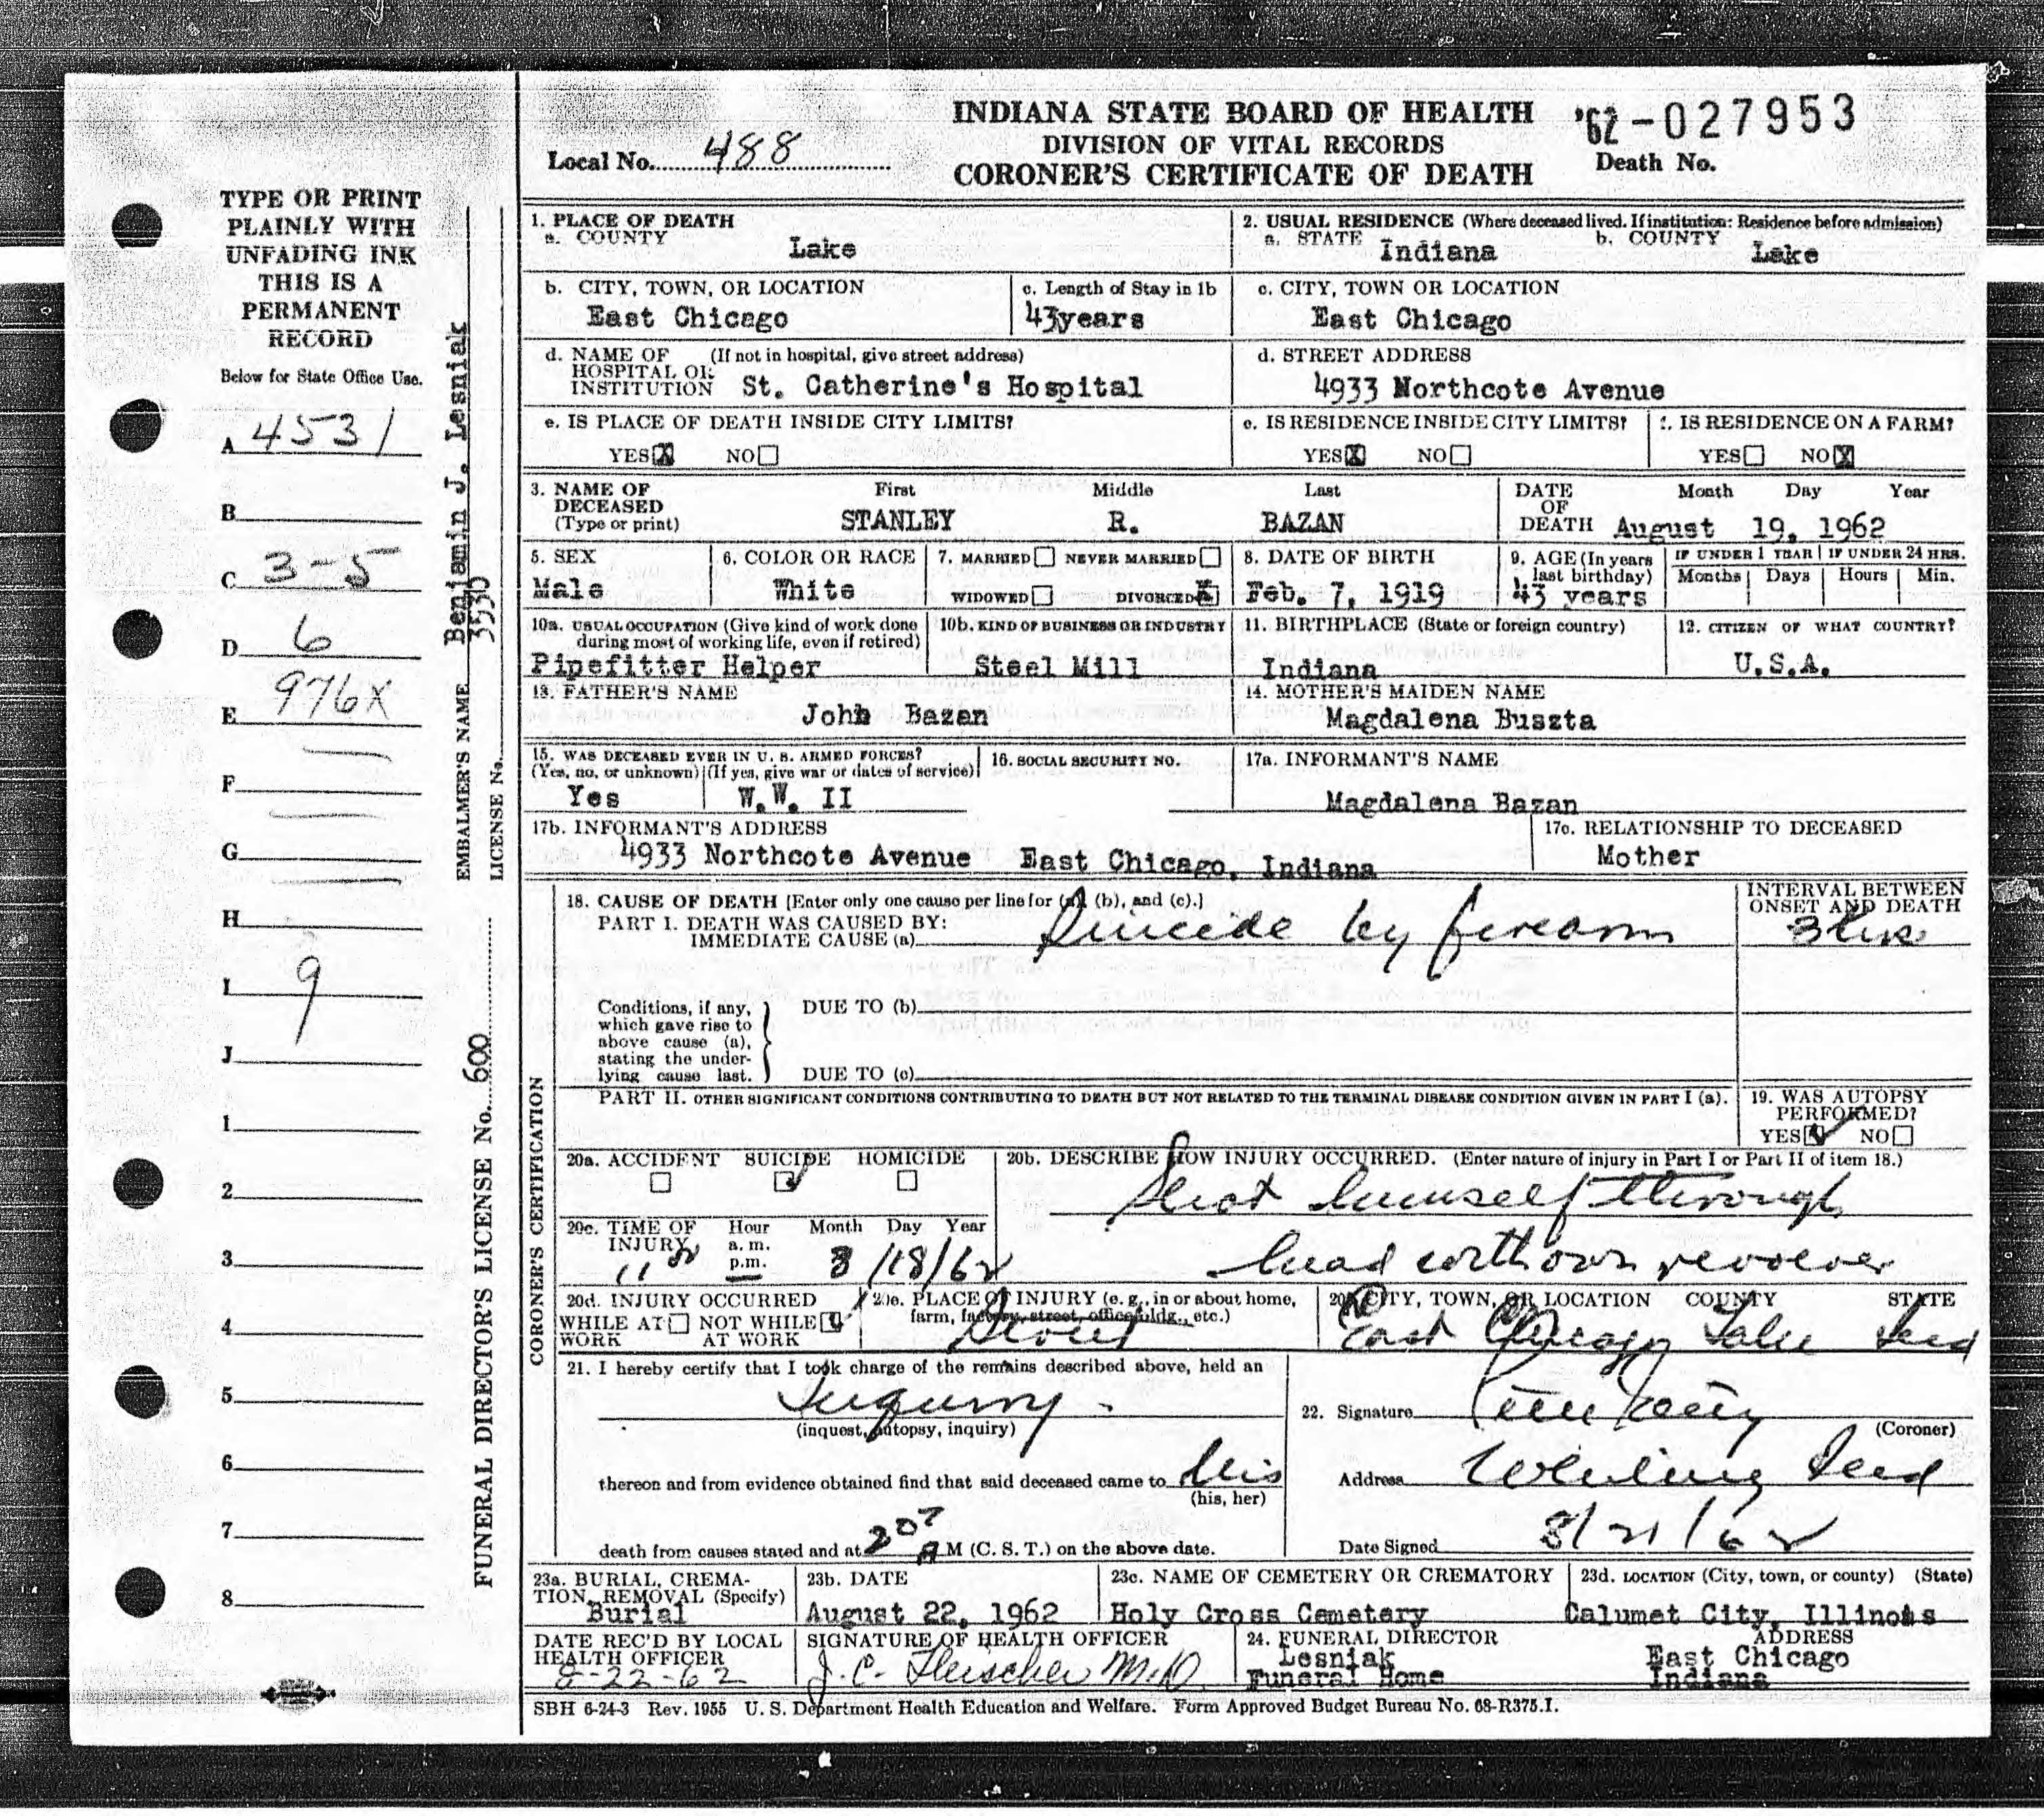 INDIANA STATE BOARD OF HEALTH
DIVISION OF VITAL RECORDS
CORONER'S CERTIFICATE OF DEATH
Local No. 488
'62-027953
Death No.
TYPE OR PRINT
PLAINLY WITH
UNFADING INK
THIS IS A
PERMANENT
RECORD
Below for State Office Use.
A 4531
B
C 3-5
D 6
E 976X
F
G
H
I 9
J
1
2
3
4
5
6
7
8
EMBALMER'S NAME Benjamin J. Lesniak
LICENSE No. 3530
FUNERAL DIRECTOR'S LICENSE No. 600
1. PLACE OF DEATH
a. COUNTY Lake
2. USUAL RESIDENCE (Where deceased lived. If institution: Residence before admission)
a. STATE Indiana b. COUNTY Lake
b. CITY, TOWN, OR LOCATION East Chicago
c. Length of Stay in 1b 43years
c. CITY, TOWN OR LOCATION East Chicago
d. NAME OF (If not in hospital, give street address)
HOSPITAL OR
INSTITUTION St. Catherine's Hospital
d. STREET ADDRESS
4933 Northcote Avenue
e. IS PLACE OF DEATH INSIDE CITY LIMITS?
YES X NO
e. IS RESIDENCE INSIDE CITY LIMITS?
YES X NO
f. IS RESIDENCE ON A FARM?
YES NO X
3. NAME OF DECEASED (Type or print)
First Middle Last
STANLEY R. BAZAN
DATE OF DEATH Month Day Year
August 19, 1962
5. SEX
Male
6. COLOR OR RACE
White
7. MARRIED NEVER MARRIED
WIDOWED DIVORCED X
8. DATE OF BIRTH
Feb. 7, 1919
9. AGE (In years last birthday)
43 years
IF UNDER 1 YEAR IF UNDER 24 HRS.
Months Days Hours Min.
10a. USUAL OCCUPATION (Give kind of work done
during most of working life, even if retired)
Pipefitter Helper
10b. KIND OF BUSINESS OR INDUSTRY
Steel Mill
11. BIRTHPLACE (State or foreign country)
Indiana
12. CITIZEN OF WHAT COUNTRY?
U.S.A.
13. FATHER'S NAME
John Bazan
14. MOTHER'S MAIDEN NAME
Magdalena Buszta
15. WAS DECEASED EVER IN U. S. ARMED FORCES?
(Yes, no, or unknown) (If yes, give war or dates of service)
Yes W.W. II
16. SOCIAL SECURITY NO.
17a. INFORMANT'S NAME
Magdalena Bazan
17b. INFORMANT'S ADDRESS
4933 Northcote Avenue East Chicago, Indiana
17c. RELATIONSHIP TO DECEASED
Mother
CORONER'S CERTIFICATION
18. CAUSE OF DEATH [Enter only one cause per line for (a), (b), and (c).]
PART I. DEATH WAS CAUSED BY:
IMMEDIATE CAUSE (a) Suicide by firearm
INTERVAL BETWEEN
ONSET AND DEATH
3 hrs
Conditions, if any,
which gave rise to
above cause (a),
stating the under-
lying cause last.
DUE TO (b)
DUE TO (c)
PART II. OTHER SIGNIFICANT CONDITIONS CONTRIBUTING TO DEATH BUT NOT RELATED TO THE TERMINAL DISEASE CONDITION GIVEN IN PART I (a).
19. WAS AUTOPSY
PERFORMED?
YES NO
20a. ACCIDENT SUICIDE HOMICIDE
20b. DESCRIBE HOW INJURY OCCURRED. (Enter nature of injury in Part I or Part II of item 18.)
Shot himself through
head with own revolver
20c. TIME OF INJURY Hour Month Day Year
a. m.
p.m.
11 8/18/62
20d. INJURY OCCURRED
WHILE AT WORK NOT WHILE AT WORK
20e. PLACE OF INJURY (e. g., in or about home,
farm, factory, street, office bldg., etc.)
20f. CITY, TOWN, OR LOCATION COUNTY STATE
East Chicago Lake Ind
21. I hereby certify that I took charge of the remains described above, held an
Inquiry
(inquest, autopsy, inquiry)
thereon and from evidence obtained find that said deceased came to his
(his, her)
death from causes stated and at 2 07 A M (C. S. T.) on the above date.
22. Signature
(Coroner)
Address Whiting Ind
Date Signed 8/21/62
23a. BURIAL, CREMA-
TION, REMOVAL (Specify)
Burial
23b. DATE
August 22, 1962
23c. NAME OF CEMETERY OR CREMATORY
Holy Cross Cemetery
23d. LOCATION (City, town, or county) (State)
Calumet City, Illinois
DATE REC'D BY LOCAL
HEALTH OFFICER
8-22-62
SIGNATURE OF HEALTH OFFICER
J. C. Fleischer M.D.
24. FUNERAL DIRECTOR ADDRESS
Lesniak East Chicago
Funeral Home Indiana
SBH 6-24-3 Rev. 1955 U. S. Department Health Education and Welfare. Form Approved Budget Bureau No. 68-R375.1.